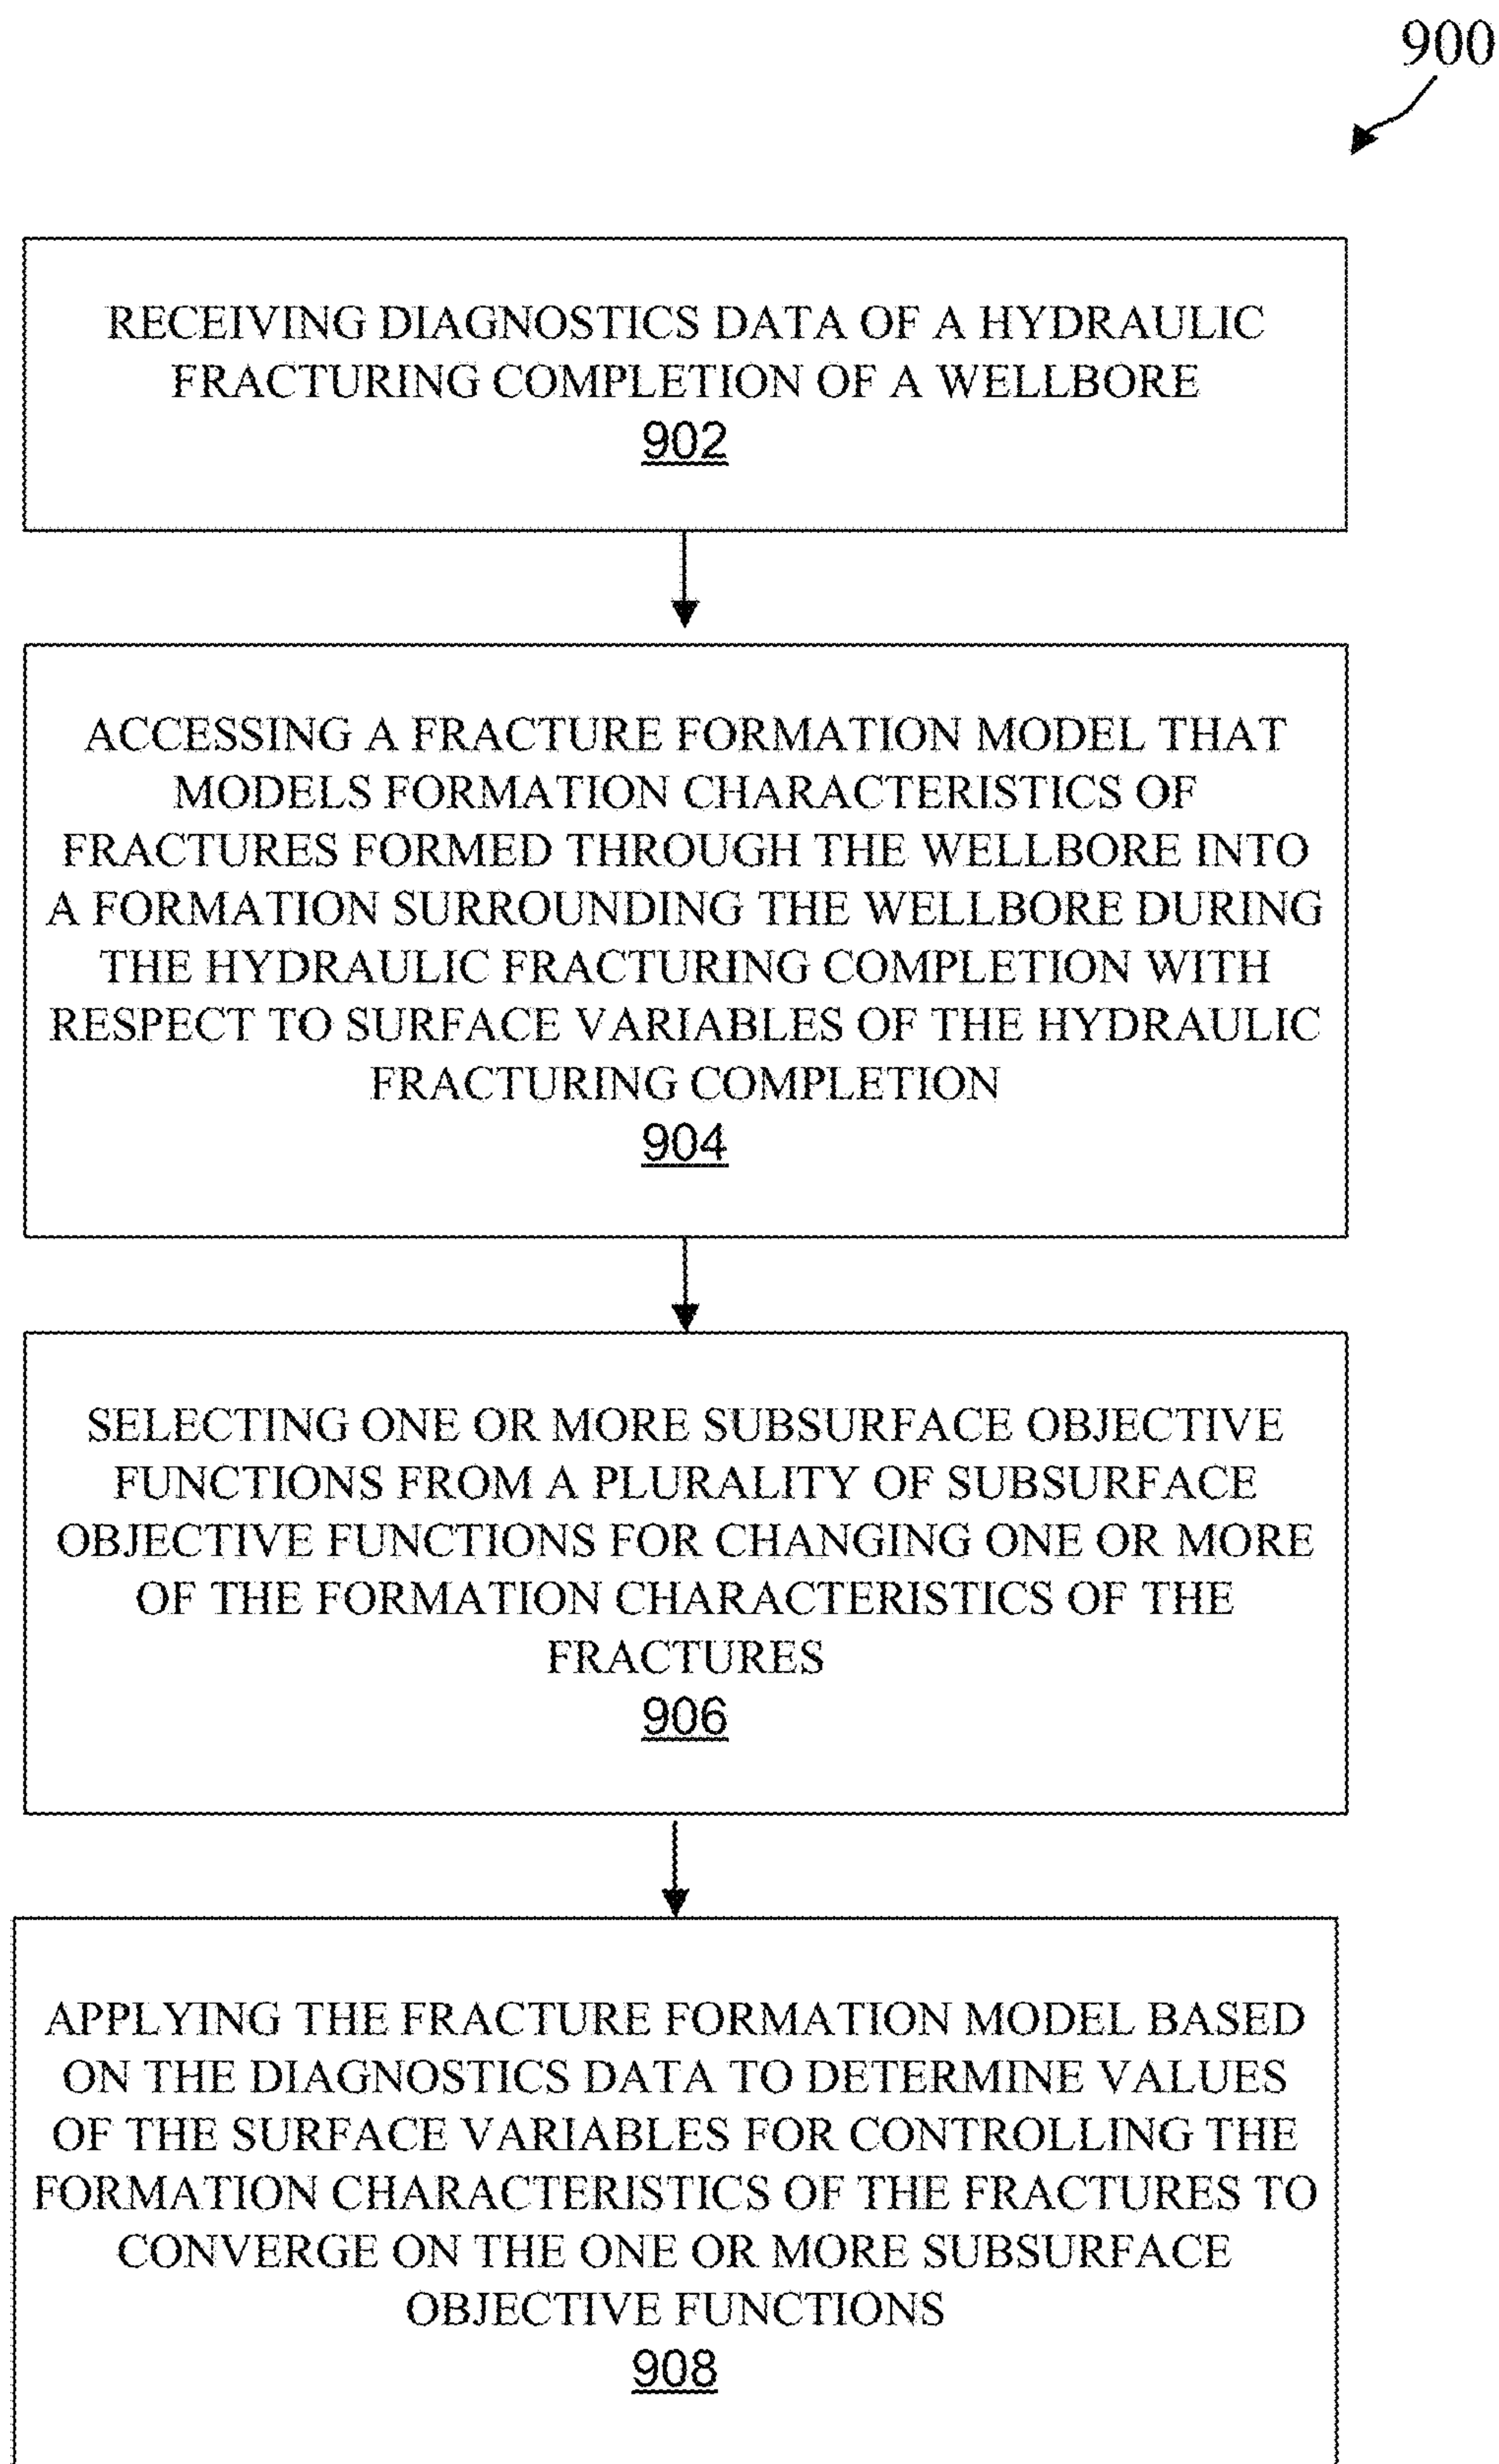 900
RECEIVING DIAGNOSTICS DATA OF A HYDRAULIC
FRACTURING COMPLETION OF A WELLBORE
902
ACCESSING A FRACTURE FORMATION MODEL THAT
MODELS FORMATION CHARACTERISTICS OF
FRACTURES FORMED THROUGH THE WELLBORE INTO
A FORMATION SURROUNDING THE WELLBORE DURING
THE HYDRAULIC FRACTURING COMPLETION WITH
RESPECT TO SURFACE VARIABLES OF THE HYDRAULIC
FRACTURING COMPLETION
904
SELECTING ONE OR MORE SUBSURFACE OBJECTIVE
FUNCTIONS FROM A PLURALITY OF SUBSURFACE
OBJECTIVE FUNCTIONS FOR CHANGING ONE OR MORE
OF THE FORMATION CHARACTERISTICS OF THE
FRACTURES
906
APPLYING THE FRACTURE FORMATION MODEL BASED
ON THE DIAGNOSTICS DATA TO DETERMINE VALUES
OF THE SURFACE VARIABLES FOR CONTROLLING THE
FORMATION CHARACTERISTICS OF THE FRACTURES TO
CONVERGE ON THE ONE OR MORE SUBSURFACE
OBJECTIVE FUNCTIONS
908